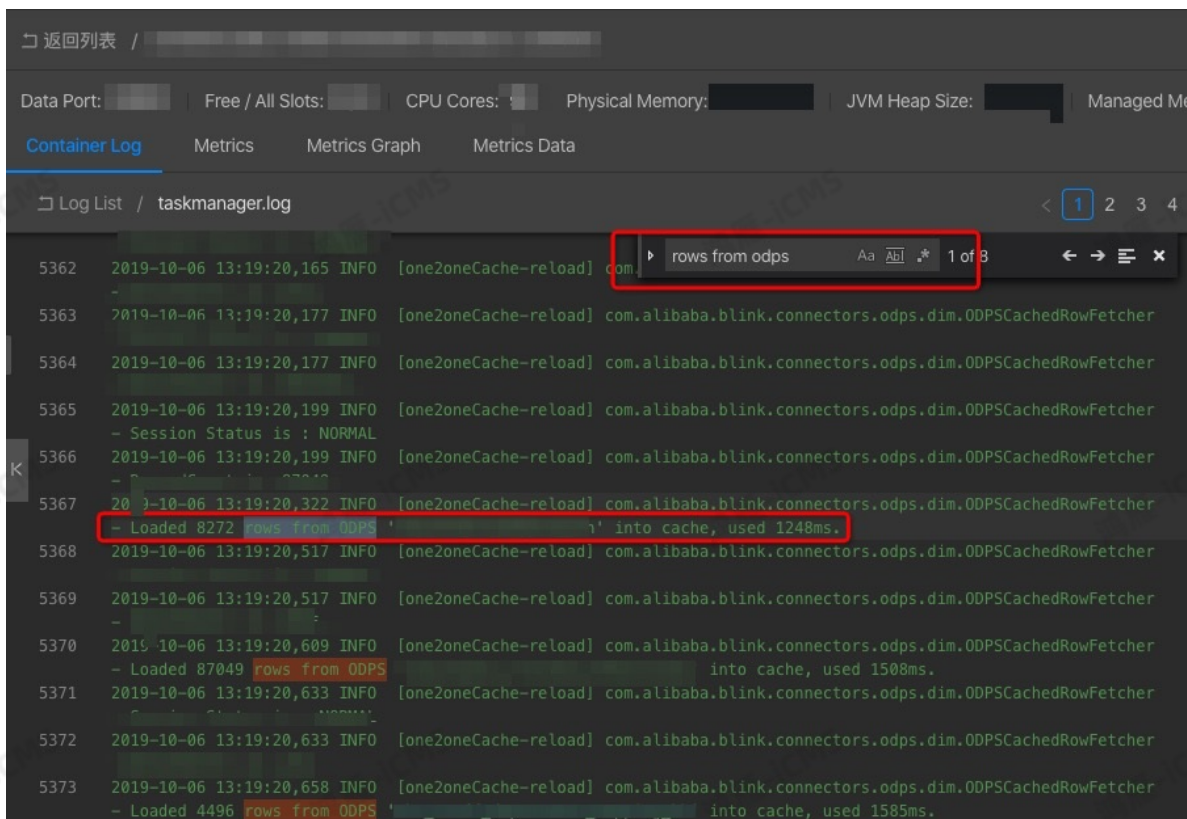 返回列表 /
Data Port: Free / All Slots: CPU Cores: Physical Memory: JVM Heap Size: Managed Me
Container Log Metrics Metrics Graph Metrics Data
Log List / taskmanager.log < 1 2 3 4
rows from odps Aa Abl .* 1 of 8
5362 2019-10-06 13:19:20,165 INFO [one2oneCache-reload] com.
-
5363 2019-10-06 13:19:20,177 INFO [one2oneCache-reload] com.alibaba.blink.connectors.odps.dim.ODPSCachedRowFetcher
5364 2019-10-06 13:19:20,177 INFO [one2oneCache-reload] com.alibaba.blink.connectors.odps.dim.ODPSCachedRowFetcher
5365 2019-10-06 13:19:20,199 INFO [one2oneCache-reload] com.alibaba.blink.connectors.odps.dim.ODPSCachedRowFetcher
- Session Status is : NORMAL
5366 2019-10-06 13:19:20,199 INFO [one2oneCache-reload] com.alibaba.blink.connectors.odps.dim.ODPSCachedRowFetcher
5367 13:19:20,322 INFO [one2oneCache-reload] com.alibaba.blink.connectors.odps.dim.ODPSCachedRowFetcher
- Loaded 8272 rows from ODPS ' ' into cache, used 1248ms.
5368 2019-10-06 13:19:20,517 INFO [one2oneCache-reload] com.alibaba.blink.connectors.odps.dim.ODPSCachedRowFetcher
5369 2019-10-06 13:19:20,517 INFO [one2oneCache-reload] com.alibaba.blink.connectors.odps.dim.ODPSCachedRowFetcher
-
5370 2019-10-06 13:19:20,609 INFO [one2oneCache-reload] com.alibaba.blink.connectors.odps.dim.ODPSCachedRowFetcher
- Loaded 87049 rows from ODPS into cache, used 1508ms.
5371 2019-10-06 13:19:20,633 INFO [one2oneCache-reload] com.alibaba.blink.connectors.odps.dim.ODPSCachedRowFetcher
5372 2019-10-06 13:19:20,633 INFO [one2oneCache-reload] com.alibaba.blink.connectors.odps.dim.ODPSCachedRowFetcher
5373 2019-10-06 13:19:20,658 INFO [one2oneCache-reload] com.alibaba.blink.connectors.odps.dim.ODPSCachedRowFetcher
- Loaded 4496 rows from ODPS ' into cache, used 1585ms.